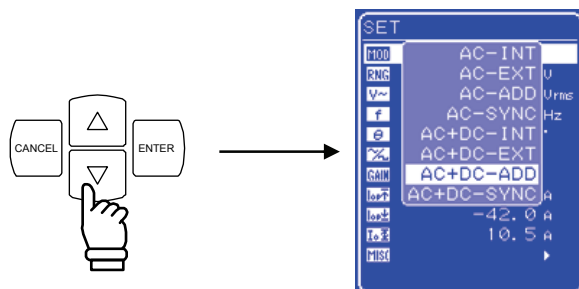 CANCEL
ENTER
SET
MOD AC-INT
RNG AC-EXT V
V~ AC-ADD Vrms
f AC-SYNC Hz
θ AC+DC-INT °
AC+DC-EXT
GAIN AC+DC-ADD
AC+DC-SYNC A
-42.0 A
10.5 A
MISC